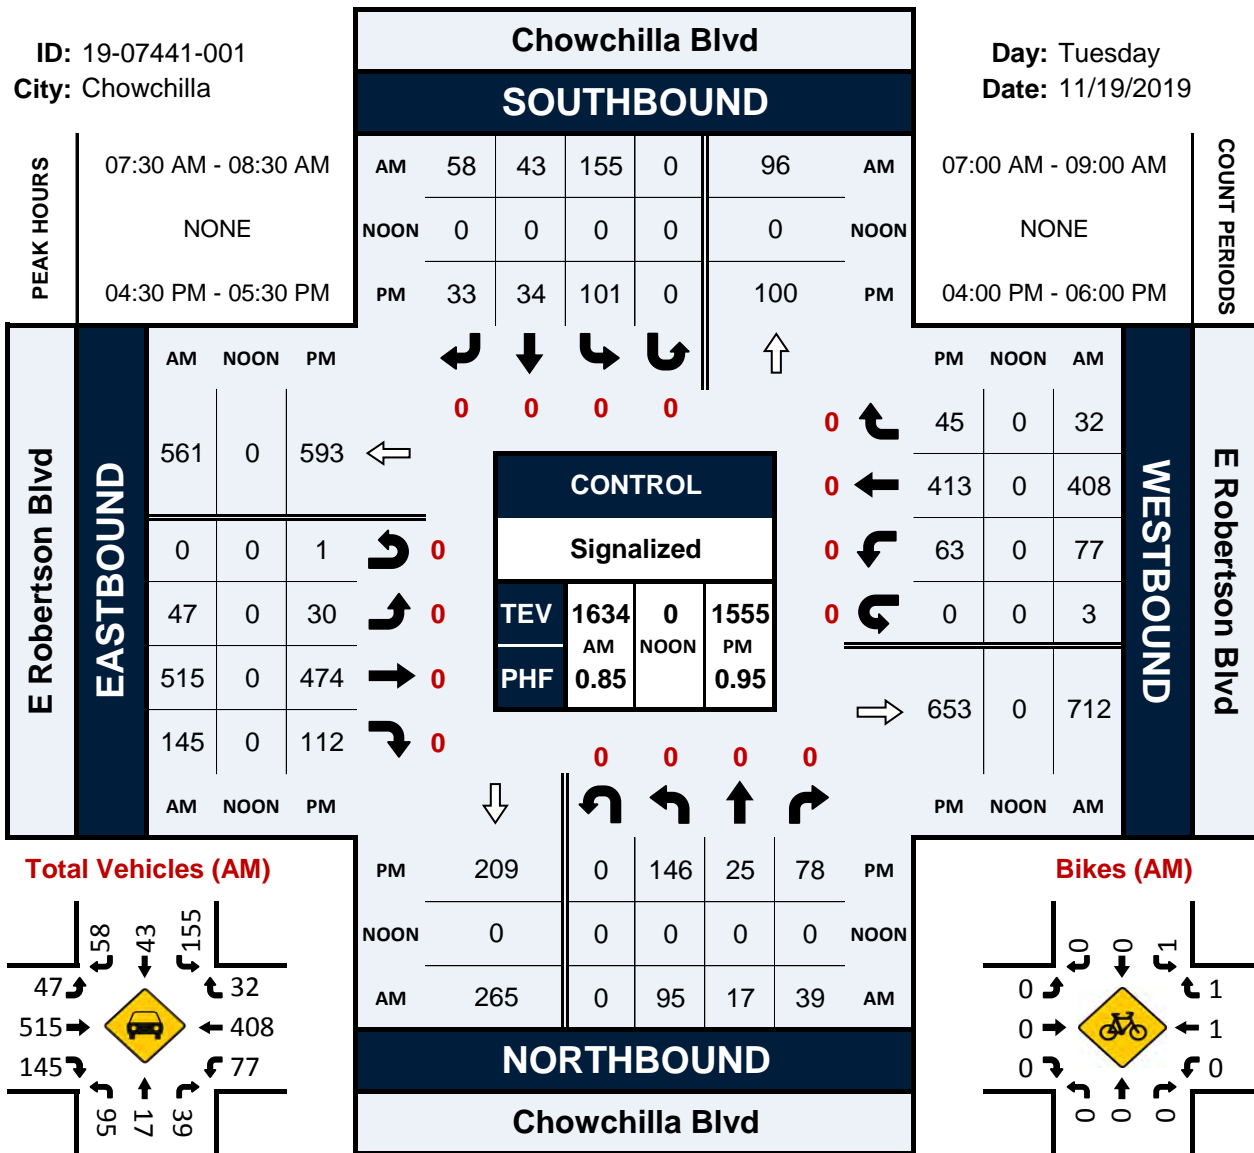 Chowchilla Blvd
ID: 19-07441-001
City: Chowchilla
Day: Tuesday
Date: 11/19/2019
SOUTHBOUND
PEAK HOURS
07:30 AM - 08:30 AM
NONE
04:30 PM - 05:30 PM
AM 58 43 155 0 96 AM
NOON 0 0 0 0 0 NOON
PM 33 34 101 0 100 PM
07:00 AM - 09:00 AM
NONE
04:00 PM - 06:00 PM
COUNT PERIODS
0 0 0 0
E Robertson Blvd
EASTBOUND
AM NOON PM
561 0 593
0 0 1 0
47 0 30 0
515 0 474 0
145 0 112 0
AM NOON PM
CONTROL
Signalized
TEV 1634 0 1555
AM NOON PM
PHF 0.85 0.95
PM NOON AM
0 45 0 32
0 413 0 408
0 63 0 77
0 0 0 3
653 0 712
PM NOON AM
WESTBOUND
E Robertson Blvd
0 0 0 0
PM 209 0 146 25 78 PM
NOON 0 0 0 0 0 NOON
AM 265 0 95 17 39 AM
NORTHBOUND
Chowchilla Blvd
Total Vehicles (AM)
58 43 155
47 32
515 408
145 77
95 17 39
Bikes (AM)
0 0 1
0 1
0 1
0 0
0 0 0